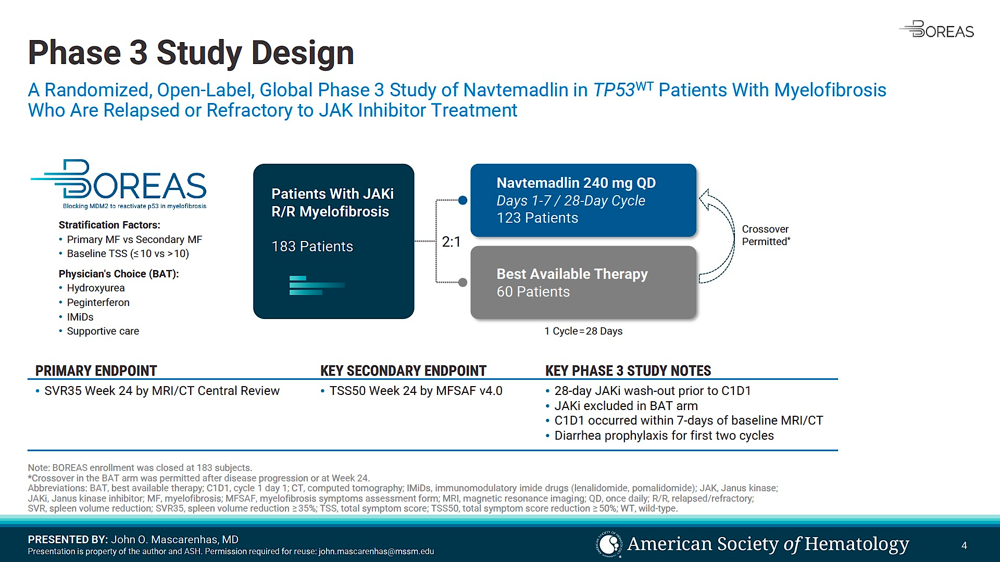 BOREAS
Phase 3 Study Design
A Randomized, Open-Label, Global Phase 3 Study of Navtemadlin in TP53WT Patients With Myelofibrosis
Who Are Relapsed or Refractory to JAK Inhibitor Treatment
BOREAS
Blocking MDM2 to reactivate p53 in myelofibrosis
Stratification Factors:
• Primary MF vs Secondary MF
• Baseline TSS (≤10 vs >10)
Physician's Choice (BAT):
• Hydroxyurea
• Peginterferon
• IMiDs
• Supportive care
Patients With JAKi
R/R Myelofibrosis
183 Patients
2:1
Navtemadlin 240 mg QD
Days 1-7 / 28-Day Cycle
123 Patients
Best Available Therapy
60 Patients
1 Cycle=28 Days
Crossover
Permitted*
PRIMARY ENDPOINT
• SVR35 Week 24 by MRI/CT Central Review
KEY SECONDARY ENDPOINT
• TSS50 Week 24 by MFSAF v4.0
KEY PHASE 3 STUDY NOTES
• 28-day JAKi wash-out prior to C1D1
• JAKi excluded in BAT arm
• C1D1 occurred within 7-days of baseline MRI/CT
• Diarrhea prophylaxis for first two cycles
Note: BOREAS enrollment was closed at 183 subjects.
*Crossover in the BAT arm was permitted after disease progression or at Week 24.
Abbreviations: BAT, best available therapy; C1D1, cycle 1 day 1; CT, computed tomography; IMiDs, immunomodulatory imide drugs (lenalidomide, pomalidomide); JAK, Janus kinase;
JAKi, Janus kinase inhibitor; MF, myelofibrosis; MFSAF, myelofibrosis symptoms assessment form; MRI, magnetic resonance imaging; QD, once daily; R/R, relapsed/refractory;
SVR, spleen volume reduction; SVR35, spleen volume reduction ≥35%; TSS, total symptom score; TSS50, total symptom score reduction ≥50%; WT, wild-type.
PRESENTED BY: John O. Mascarenhas, MD
Presentation is property of the author and ASH. Permission required for reuse: john.mascarenhas@mssm.edu
American Society of Hematology
4